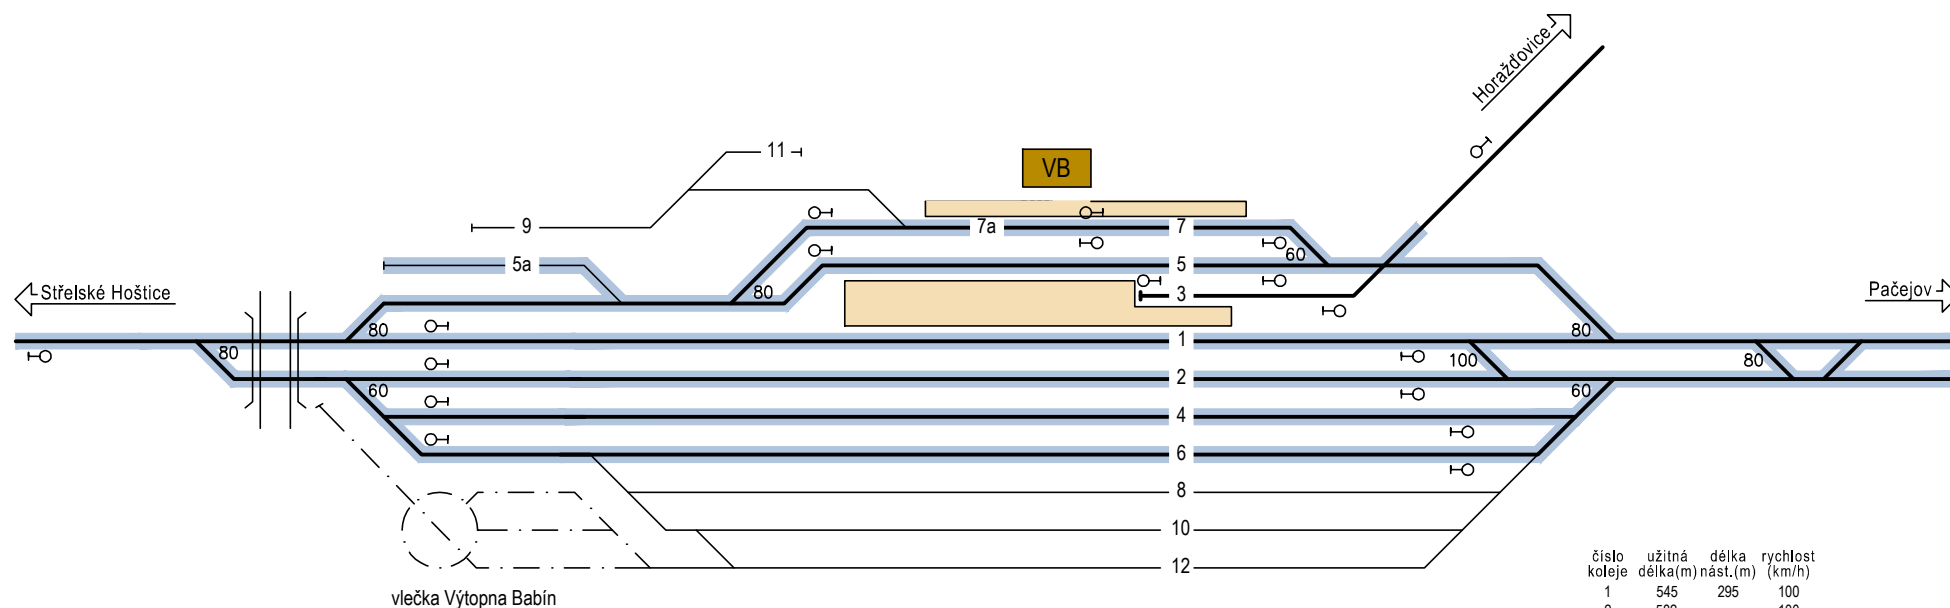 Horažďovice
11
VB
9
7a
7
60
5a
5
80
3
Střelské Hoštice
Pačejov
80
80
80
1
100
80
2
60
60
4
6
8
10
12
vlečka Výtopna Babín
číslo užitná délka rychlost
koleje délka(m) nást.(m) (km/h)
1 545 295 100